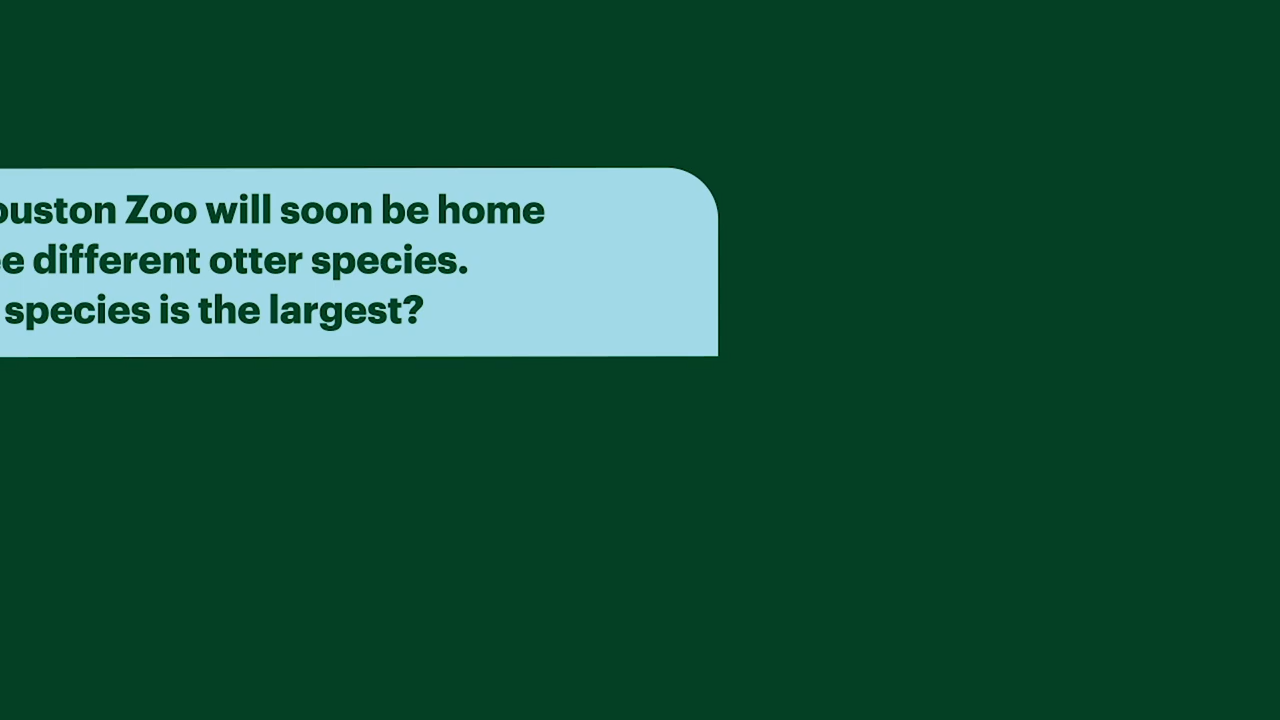 ouston Zoo will soon be home
e different otter species.
species is the largest?